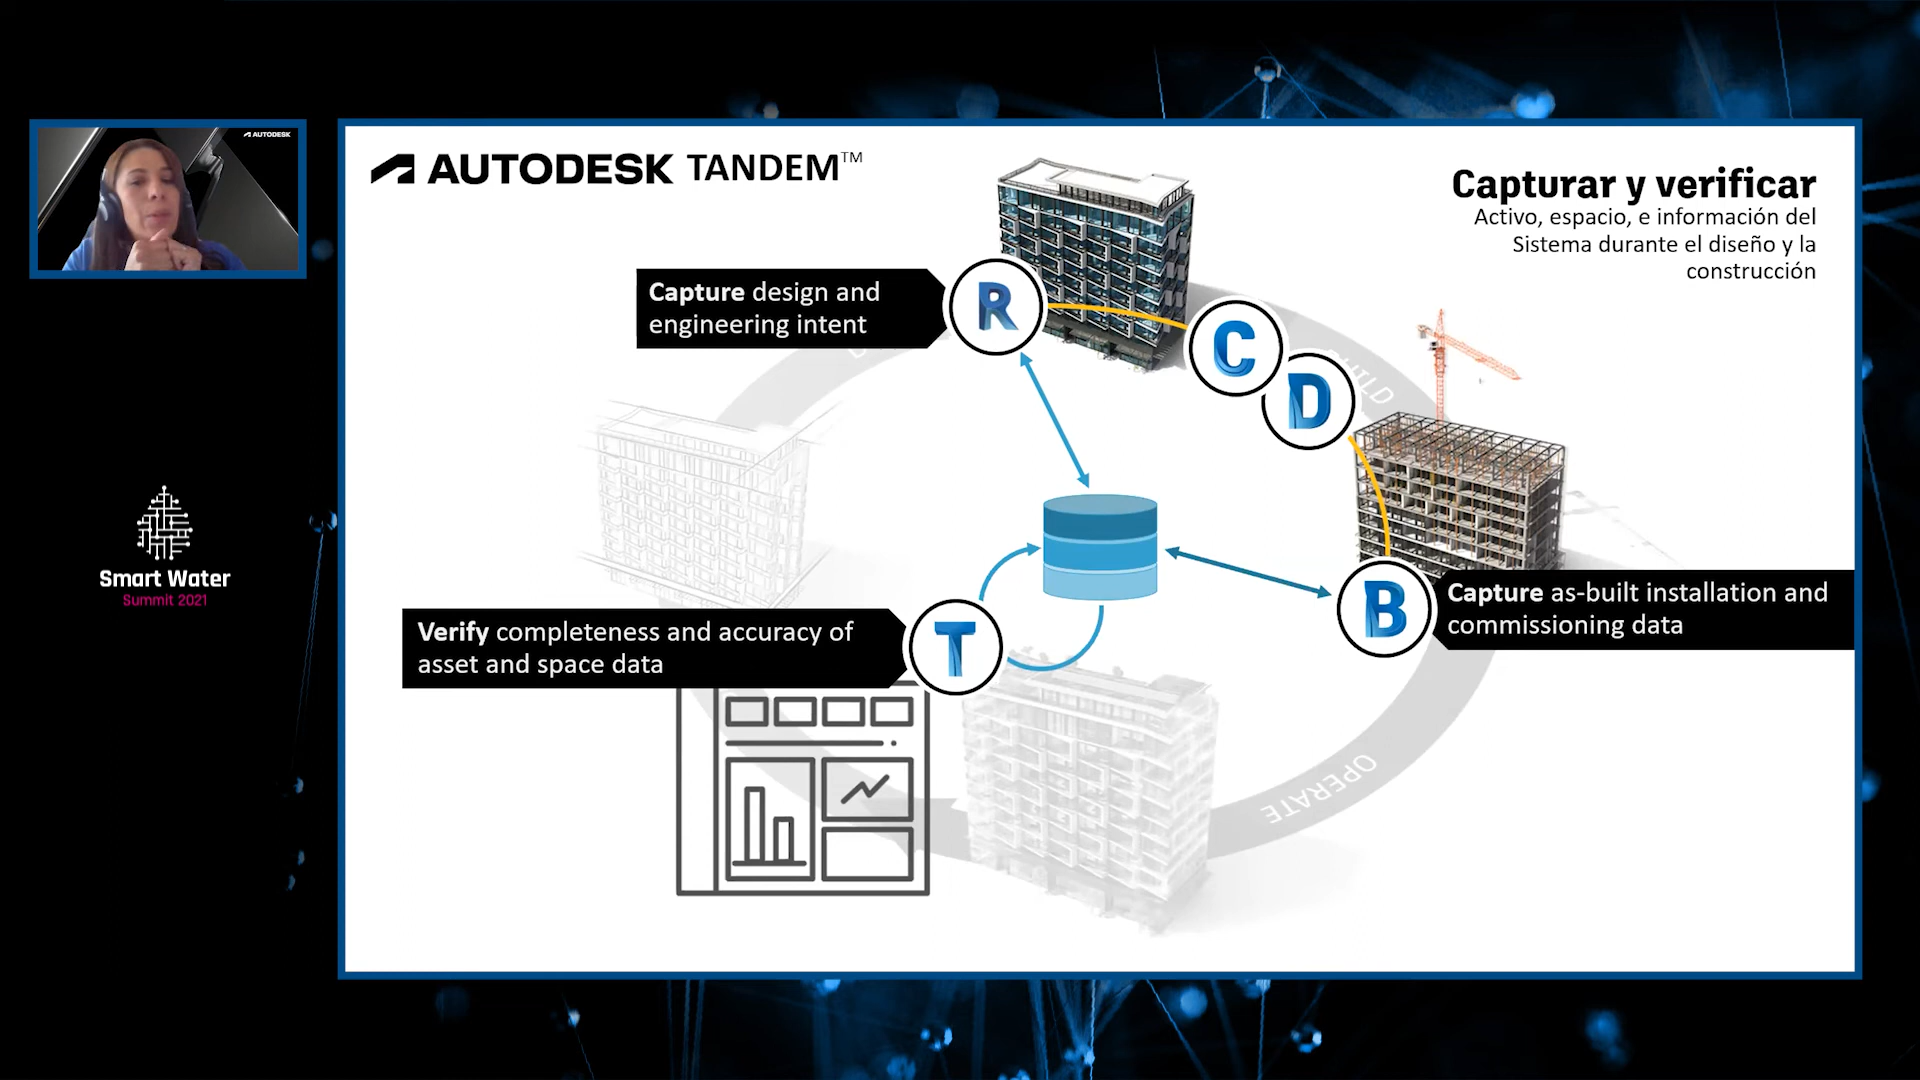 AUTODESK
AUTODESK TANDEM™
Capturar y verificar
Activo, espacio, e información del
Sistema durante el diseño y la
construcción
Capture design and
engineering intent
R
C
D
Smart Water
Summit 2021
Verify completeness and accuracy of
asset and space data
T
B
Capture as-built installation and
commissioning data
OPERATE